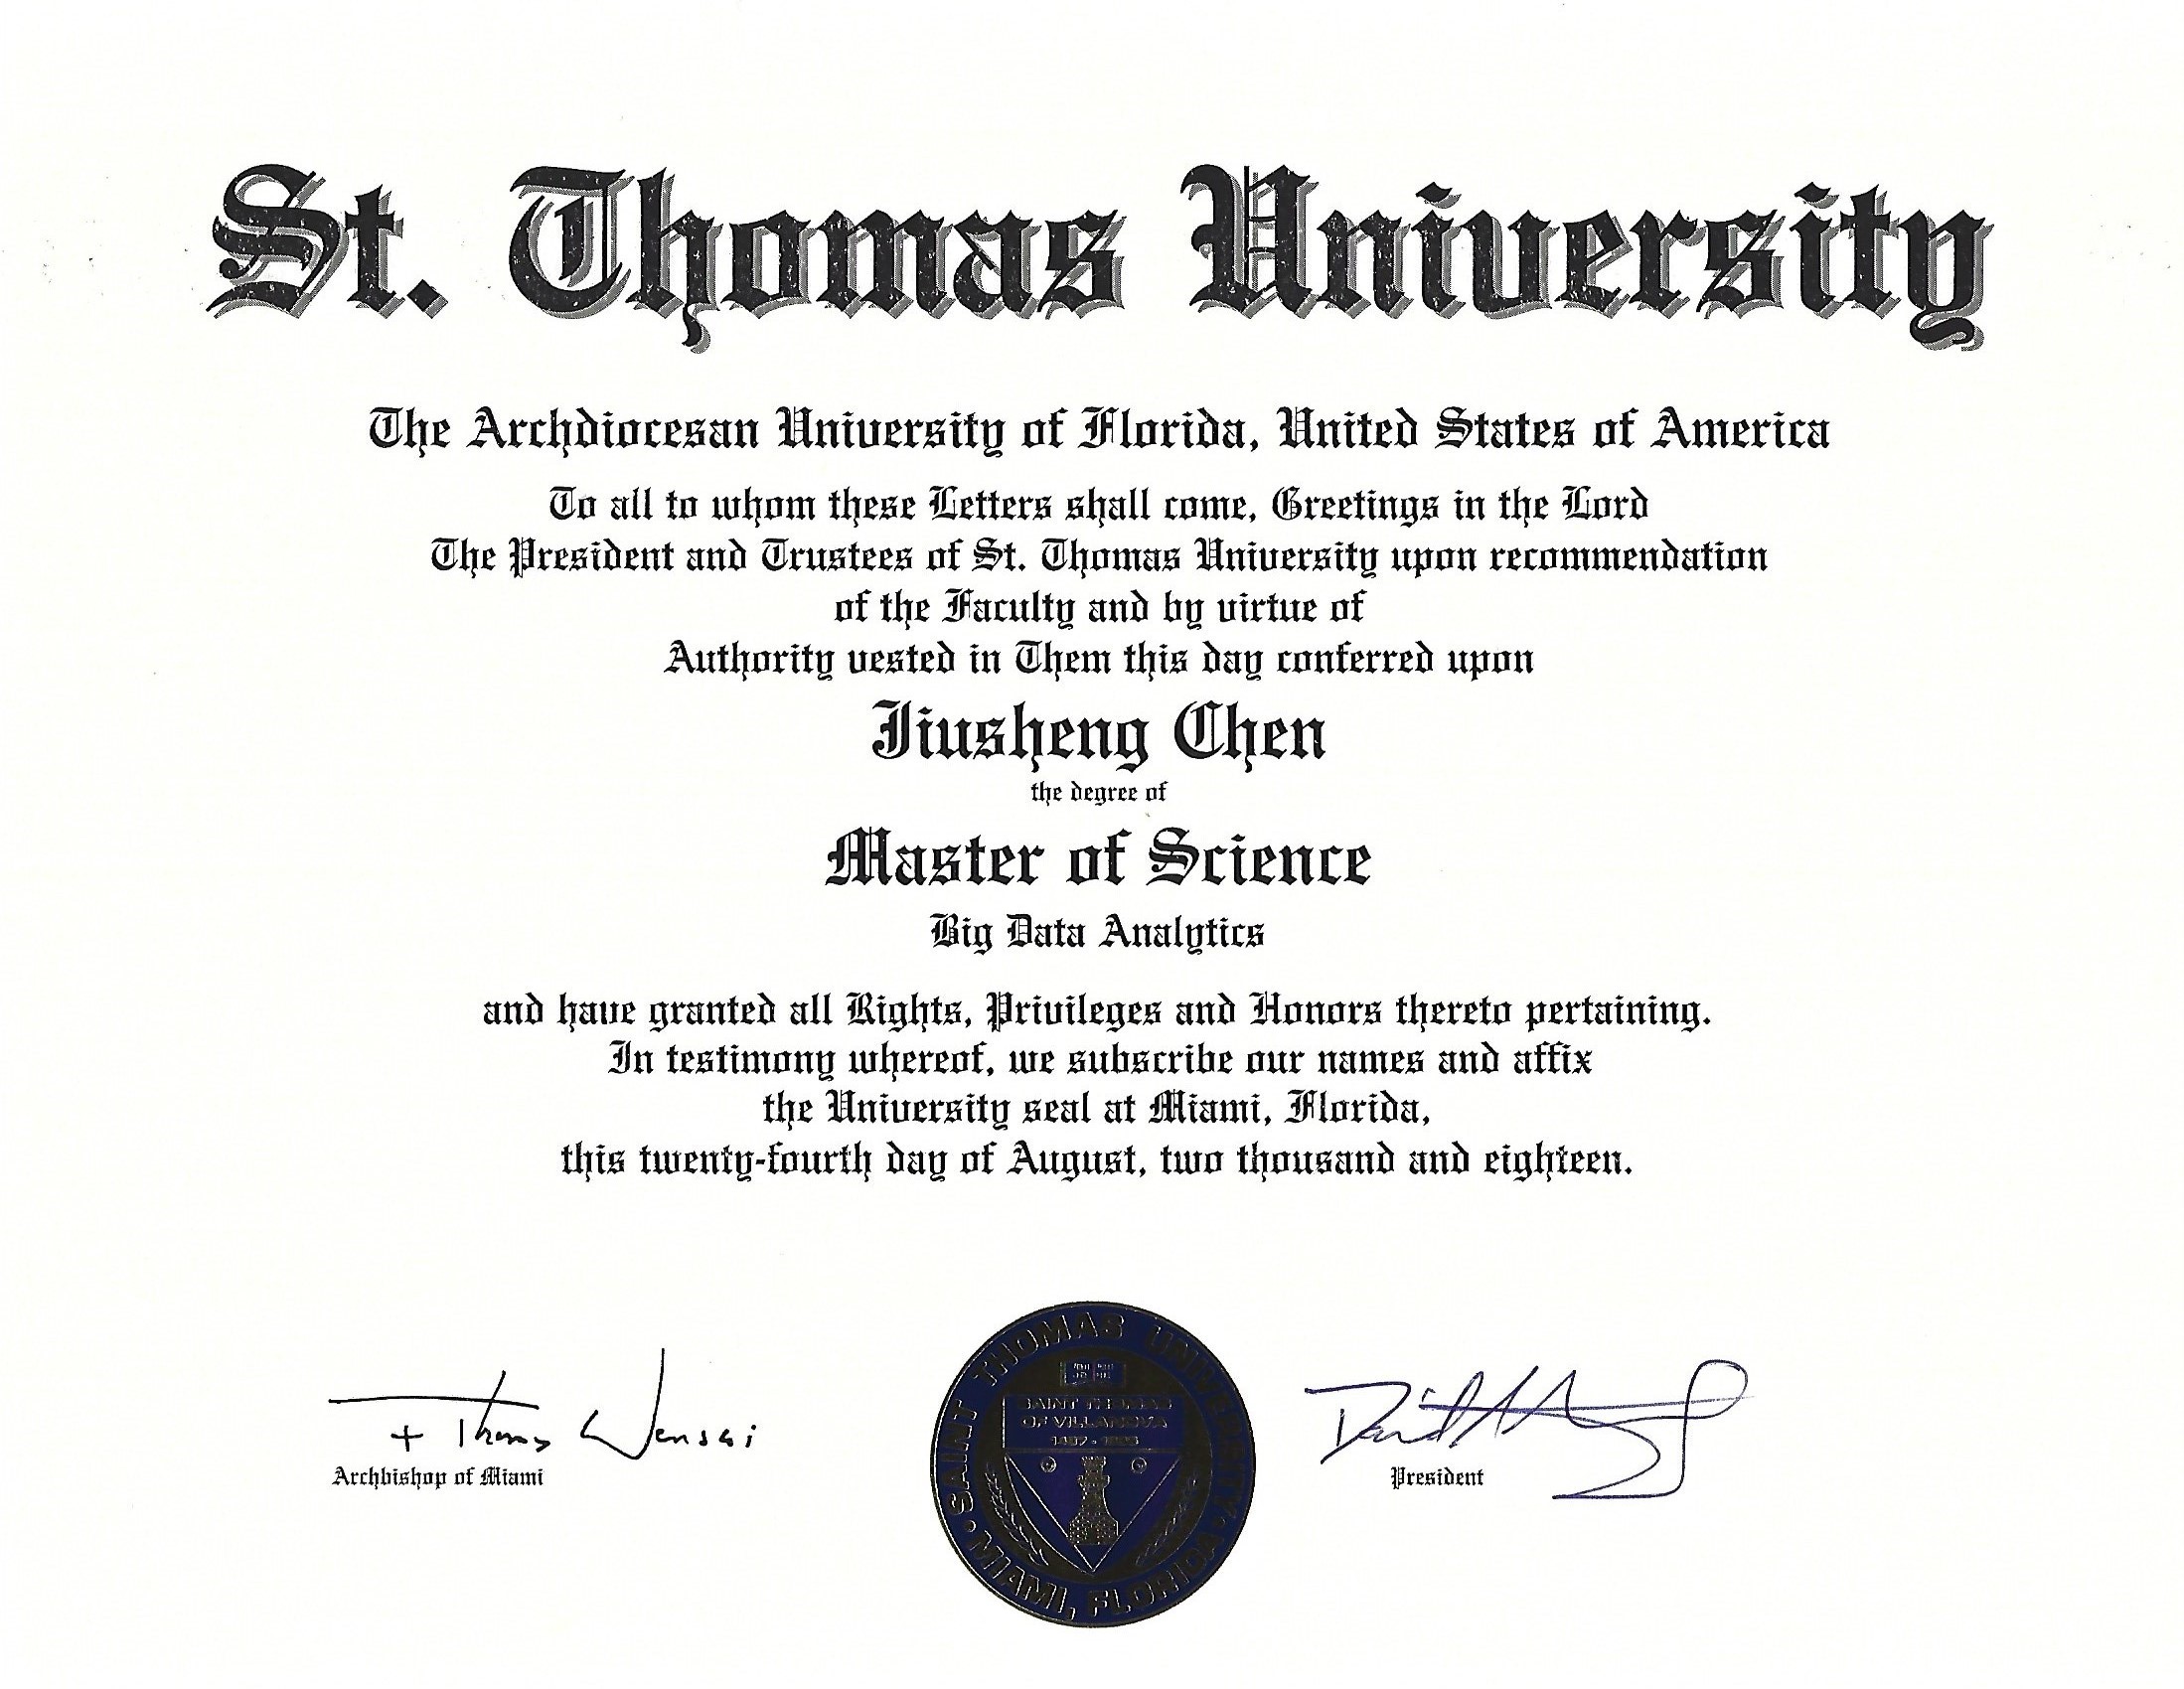 St. Thomas University
The Archdiocesan University of Florida, United States of America
To all to whom these Letters shall come, Greetings in the Lord
The President and Trustees of St. Thomas University upon recommendation
of the Faculty and by virtue of
Authority vested in Them this day conferred upon
Jiusheng Chen
the degree of
Master of Science
Big Data Analytics
and have granted all Rights, Privileges and Honors thereto pertaining.
In testimony whereof, we subscribe our names and affix
the University seal at Miami, Florida,
this twenty-fourth day of August, two thousand and eighteen.
+ Thomas Wenski
Archbishop of Miami
SAINT THOMAS UNIVERSITY
SAINT THOMAS
OF VILLANOVA
MIAMI, FLORIDA
President